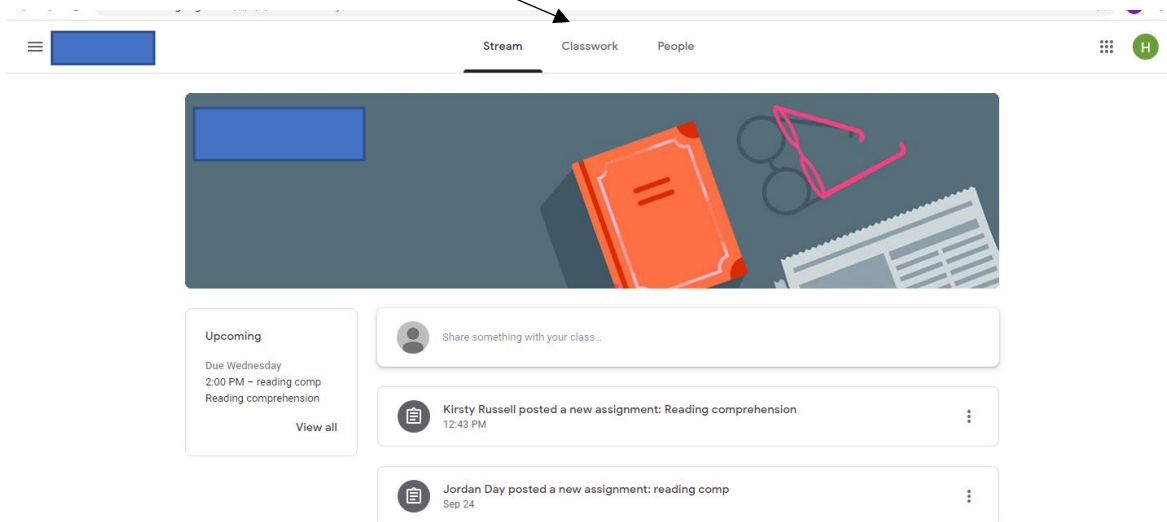 Stream Classwork People
H
Upcoming
Due Wednesday
2:00 PM – reading comp
Reading comprehension
View all
Share something with your class...
Kirsty Russell posted a new assignment: Reading comprehension
12:43 PM
Jordan Day posted a new assignment: reading comp
Sep 24